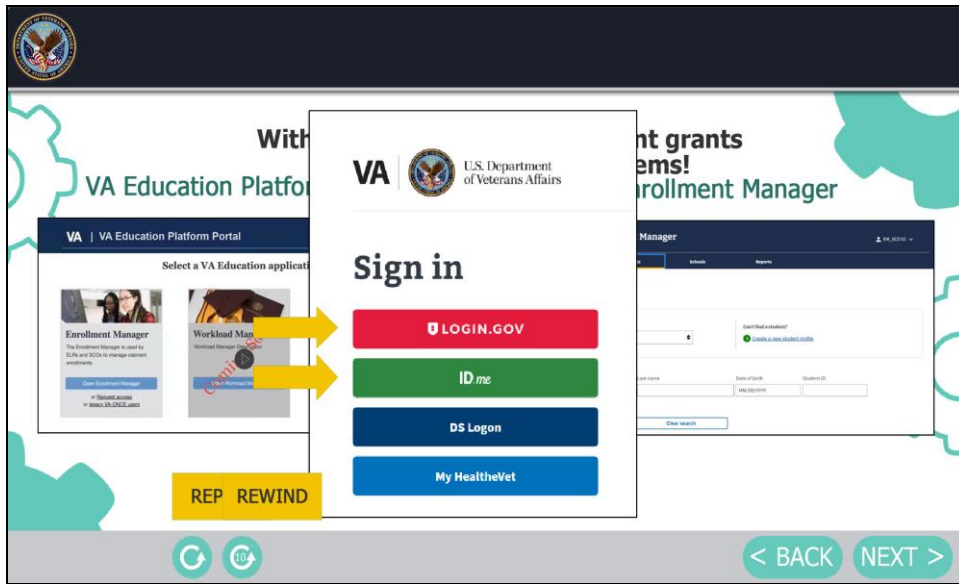 With
nt grants
ems!
VA Education Platfor
nrollment Manager
VA | VA Education Platform Portal
Select a VA Education applicati
Enrollment Manager
The Enrollment Manager is used by
ELRs and SCOs to manage claimant
enrollments.
Open Enrollment Manager
or Request access
or legacy VA-ONCE users
Workload Man
Workload Manager
Coming
VA
U.S. Department
of Veterans Affairs
Sign in
LOGIN.GOV
ID.me
DS Logon
My HealtheVet
Manager
Schools
Reports
Can't find a student?
Create a new student profile
Last name
Date of birth
Student ID
MM/DD/YYYY
Clear search
REP REWIND
10
< BACK
NEXT >